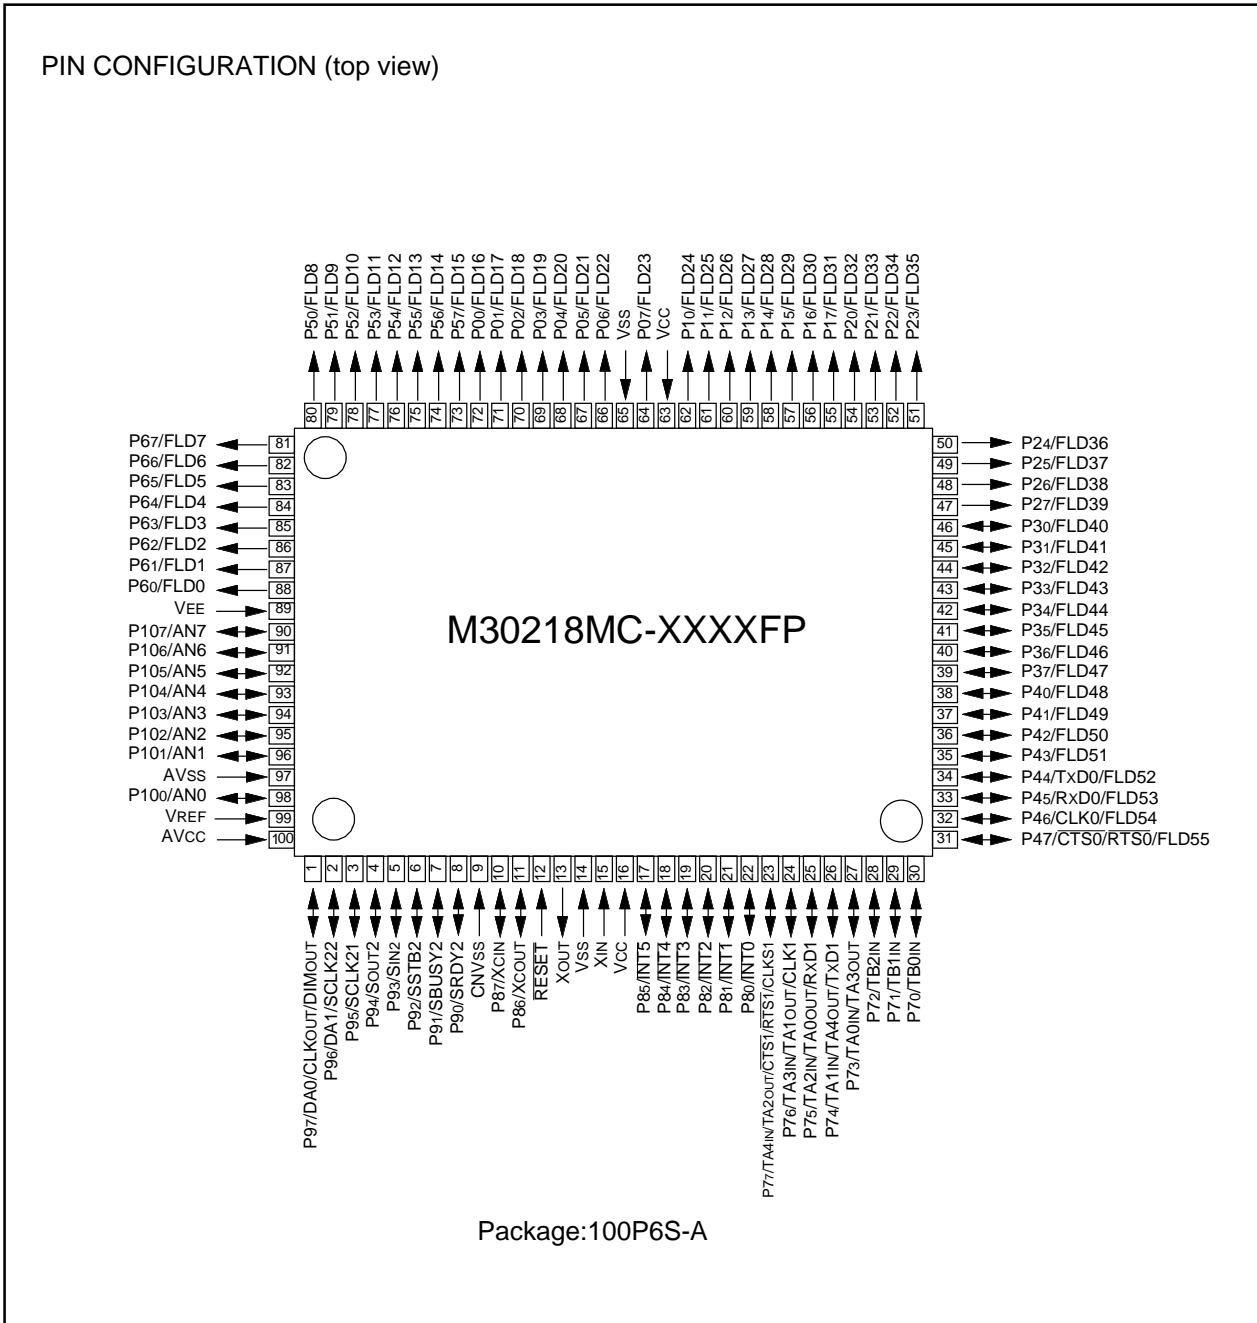 PIN CONFIGURATION (top view)
P50/FLD8
P51/FLD9
P52/FLD10
P53/FLD11
P54/FLD12
P55/FLD13
P56/FLD14
P57/FLD15
P00/FLD16
P01/FLD17
P02/FLD18
P03/FLD19
P04/FLD20
P05/FLD21
P06/FLD22
VSS
P07/FLD23
VCC
P10/FLD24
P11/FLD25
P12/FLD26
P13/FLD27
P14/FLD28
P15/FLD29
P16/FLD30
P17/FLD31
P20/FLD32
P21/FLD33
P22/FLD34
P23/FLD35
80 79 78 77 76 75 74 73 72 71 70 69 68 67 66 65 64 63 62 61 60 59 58 57 56 55 54 53 52 51
P67/FLD7 81
P66/FLD6 82
P65/FLD5 83
P64/FLD4 84
P63/FLD3 85
P62/FLD2 86
P61/FLD1 87
P60/FLD0 88
VEE 89
P107/AN7 90
P106/AN6 91
P105/AN5 92
P104/AN4 93
P103/AN3 94
P102/AN2 95
P101/AN1 96
AVSS 97
P100/AN0 98
VREF 99
AVCC 100
M30218MC-XXXXFP
50 P24/FLD36
49 P25/FLD37
48 P26/FLD38
47 P27/FLD39
46 P30/FLD40
45 P31/FLD41
44 P32/FLD42
43 P33/FLD43
42 P34/FLD44
41 P35/FLD45
40 P36/FLD46
39 P37/FLD47
38 P40/FLD48
37 P41/FLD49
36 P42/FLD50
35 P43/FLD51
34 P44/TXD0/FLD52
33 P45/RXD0/FLD53
32 P46/CLK0/FLD54
31 P47/CTS0/RTS0/FLD55
1 2 3 4 5 6 7 8 9 10 11 12 13 14 15 16 17 18 19 20 21 22 23 24 25 26 27 28 29 30
P97/DA0/CLKOUT/DIMOUT
P96/DA1/SCLK22
P95/SCLK21
P94/SOUT2
P93/SIN2
P92/SSTB2
P91/SBUSY2
P90/SRDY2
CNVSS
P87/XCIN
P86/XCOUT
RESET
XOUT
VSS
XIN
VCC
P85/INT5
P84/INT4
P83/INT3
P82/INT2
P81/INT1
P80/INT0
P77/TA4IN/TA2OUT/CTS1/RTS1/CLKS1
P76/TA3IN/TA1OUT/CLK1
P75/TA2IN/TA0OUT/RXD1
P74/TA1IN/TA4OUT/TXD1
P73/TA0IN/TA3OUT
P72/TB2IN
P71/TB1IN
P70/TB0IN
Package:100P6S-A